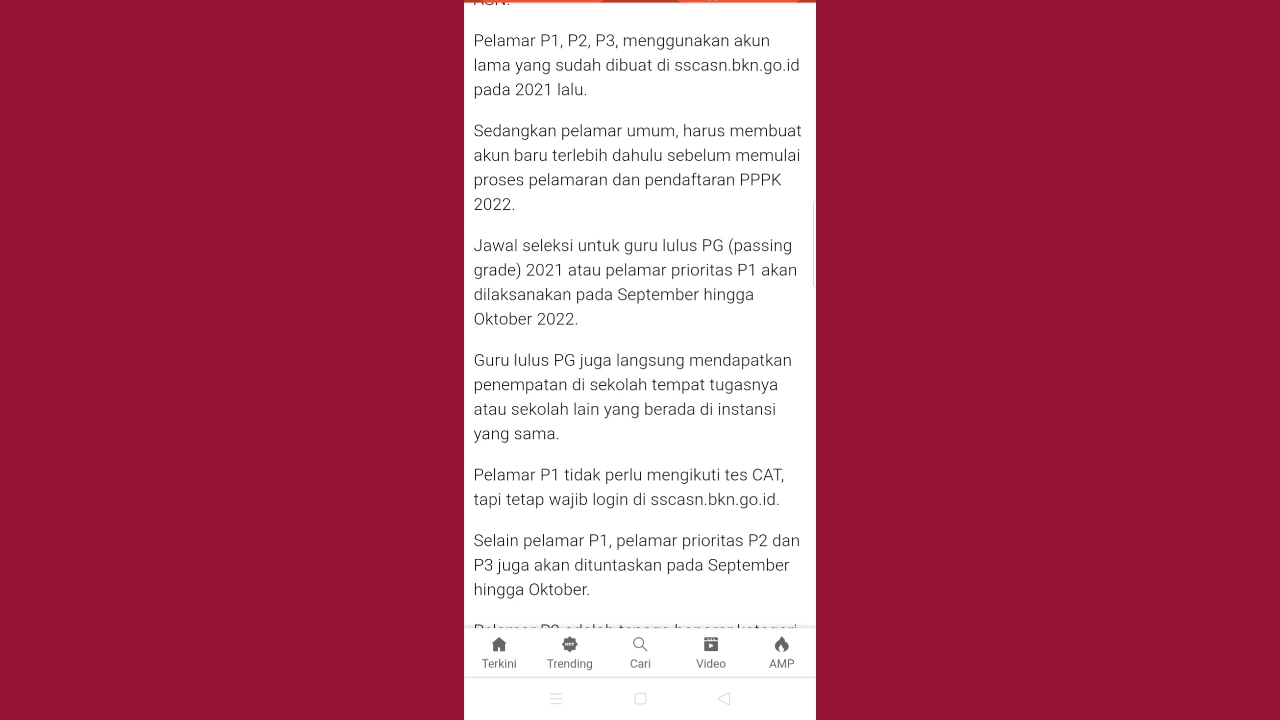 ASN.
Pelamar P1, P2, P3, menggunakan akun
lama yang sudah dibuat di sscasn.bkn.go.id
pada 2021 lalu.
Sedangkan pelamar umum, harus membuat
akun baru terlebih dahulu sebelum memulai
proses pelamaran dan pendaftaran PPPK
2022.
Jawal seleksi untuk guru lulus PG (passing
grade) 2021 atau pelamar prioritas P1 akan
dilaksanakan pada September hingga
Oktober 2022.
Guru lulus PG juga langsung mendapatkan
penempatan di sekolah tempat tugasnya
atau sekolah lain yang berada di instansi
yang sama.
Pelamar P1 tidak perlu mengikuti tes CAT,
tapi tetap wajib login di sscasn.bkn.go.id.
Selain pelamar P1, pelamar prioritas P2 dan
P3 juga akan dituntaskan pada September
hingga Oktober.
HOT
Terkini Trending Cari Video AMP